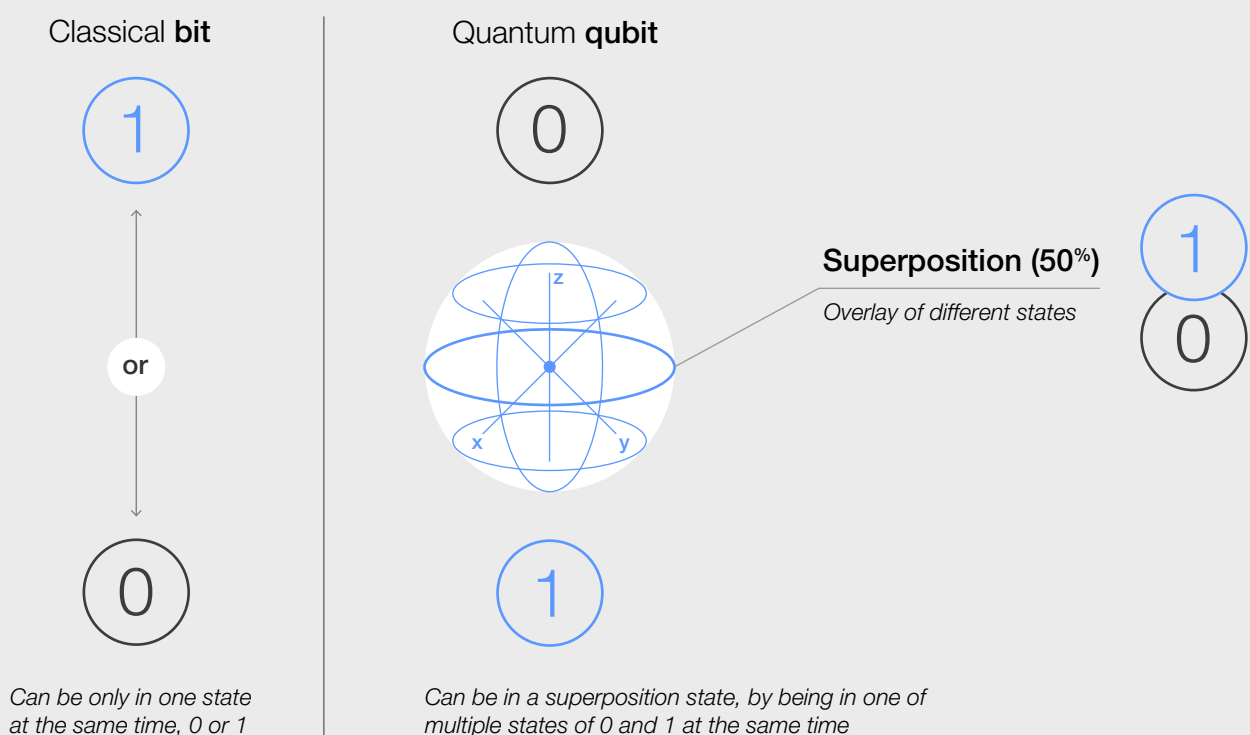 Classical bit
1
or
0
Can be only in one state
at the same time, 0 or 1
Quantum qubit
0
z
x
y
1
Can be in a superposition state, by being in one of
multiple states of 0 and 1 at the same time
Superposition (50%)
Overlay of different states
1
0